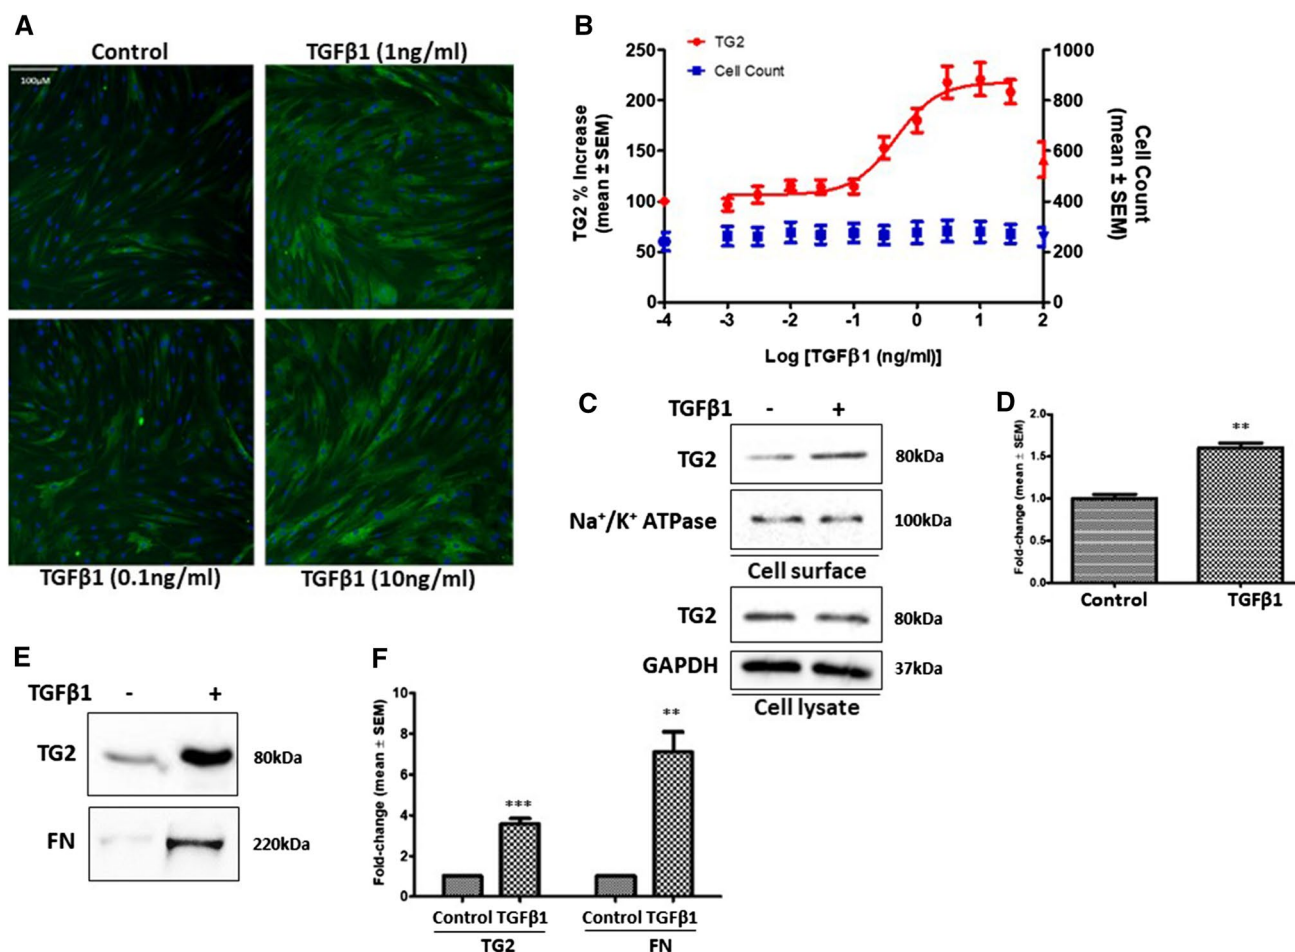 A
Control
TGFβ1 (1ng/ml)
100µM
TGFβ1 (0.1ng/ml)
TGFβ1 (10ng/ml)
B
TG2
Cell Count
TG2 % Increase
(mean ± SEM)
250
200
150
100
50
0
1000
800
600
400
200
0
Cell Count
(mean ± SEM)
-4 -3 -2 -1 0 1 2
Log [TGFβ1 (ng/ml)]
C
TGFβ1 - +
TG2 80kDa
Na⁺/K⁺ ATPase 100kDa
Cell surface
TG2 80kDa
GAPDH 37kDa
Cell lysate
D
Fold-change (mean ± SEM)
2.0
1.5
1.0
0.5
0.0
**
Control TGFβ1
E
TGFβ1 - +
TG2 80kDa
FN 220kDa
F
Fold-change (mean ± SEM)
10
8
6
4
2
0
***
**
Control TGFβ1 Control TGFβ1
TG2 FN